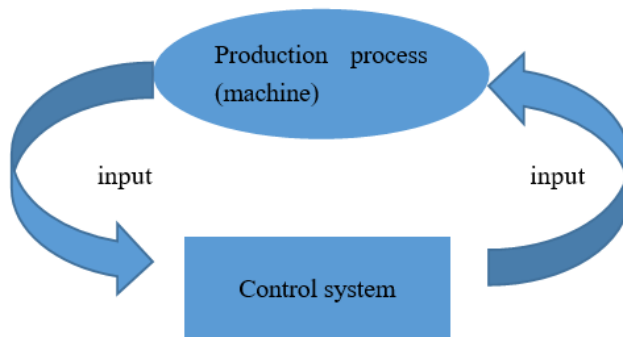 Production process
(machine)
input
input
Control system